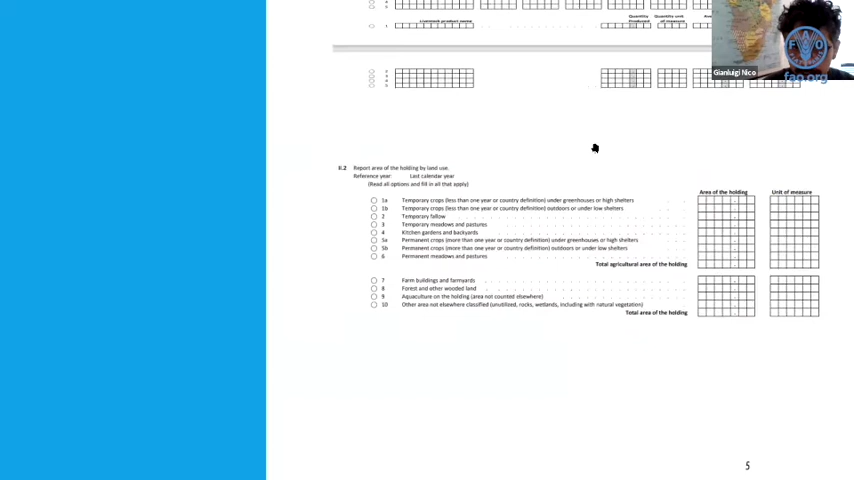 5
Livestock product name
Quantity Produced
Quantity unit of measure
1
3
4
5
Gianluigi Nico
FAO
fao.org
II.2 Report area of the holding by land use.
Reference year: Last calendar year
(Read all options and fill in all that apply)
Area of the holding
Unit of measure
1a Temporary crops (less than one year or country definition) under greenhouses or high shelters
1b Temporary crops (less than one year or country definition) outdoors or under low shelters
2 Temporary fallow
3 Temporary meadows and pastures
4 Kitchen gardens and backyards
5a Permanent crops (more than one year or country definition) under greenhouses or high shelters
5b Permanent crops (more than one year or country definition) outdoors or under low shelters
6 Permanent meadows and pastures
Total agricultural area of the holding
7 Farm buildings and farmyards
8 Forest and other wooded land
9 Aquaculture on the holding (area not counted elsewhere)
10 Other area not elsewhere classified (unutilized, rocks, wetlands, including with natural vegetation)
Total area of the holding
5